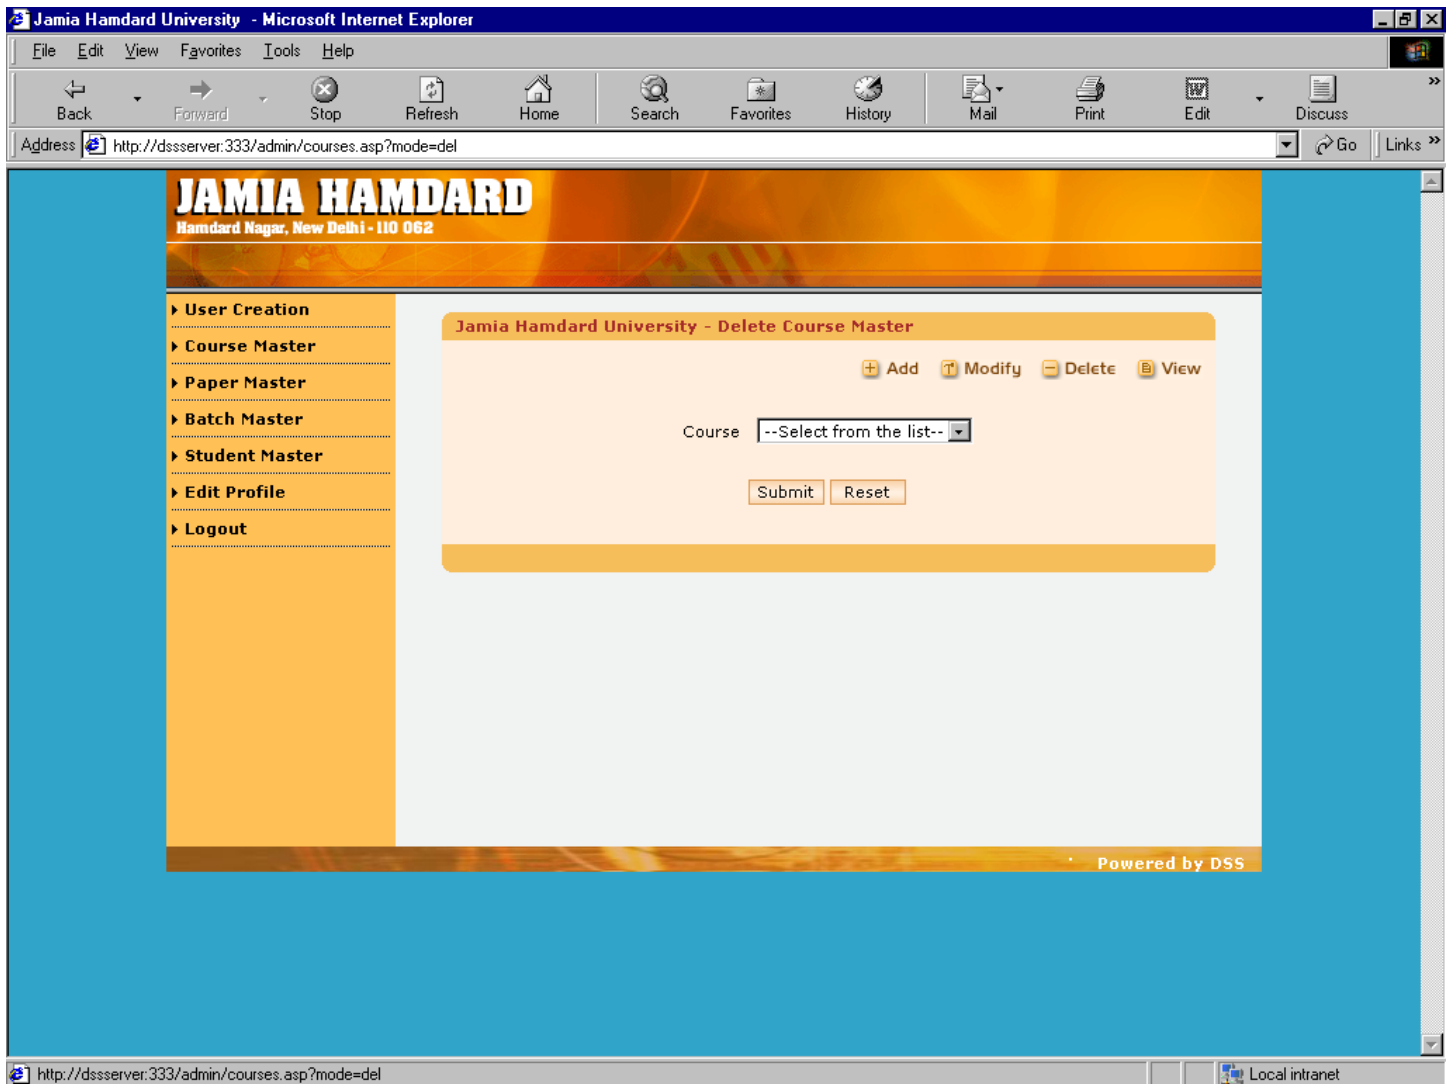 Jamia Hamdard University - Microsoft Internet Explorer
File Edit View Favorites Tools Help
Back Forward Stop Refresh Home Search Favorites History Mail Print Edit Discuss »
Address http://dssserver:333/admin/courses.asp?mode=del Go Links »
JAMIA HAMDARD
Hamdard Nagar, New Delhi - 110 062
User Creation
Course Master
Paper Master
Batch Master
Student Master
Edit Profile
Logout
Jamia Hamdard University - Delete Course Master
Add Modify Delete View
Course --Select from the list--
Submit Reset
Powered by DSS
http://dssserver:333/admin/courses.asp?mode=del Local intranet